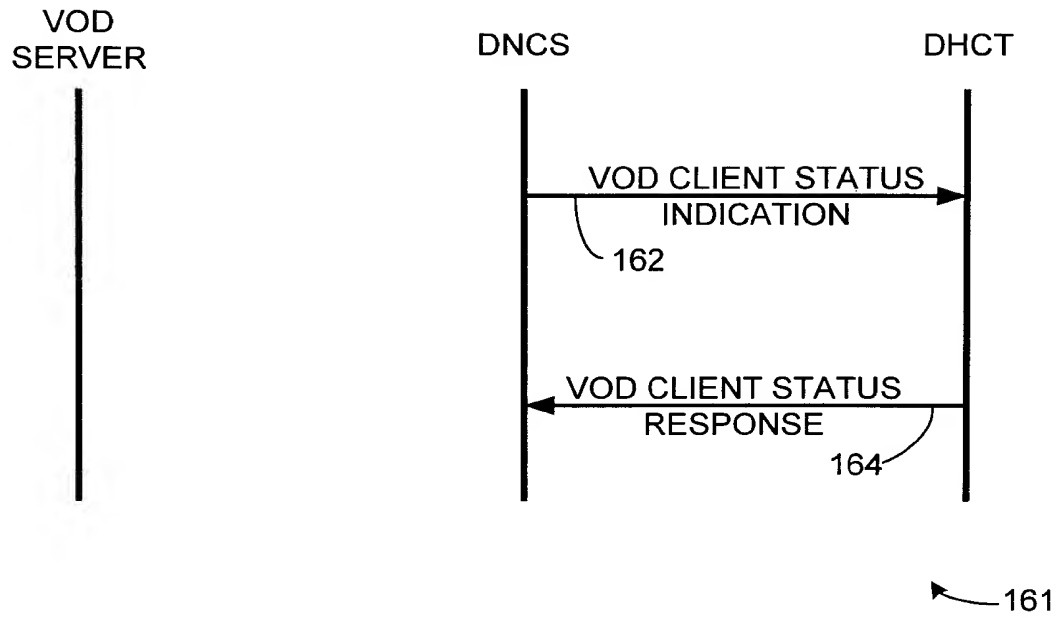 VOD
SERVER
DNCS
DHCT
VOD CLIENT STATUS
INDICATION
162
VOD CLIENT STATUS
RESPONSE
164
161